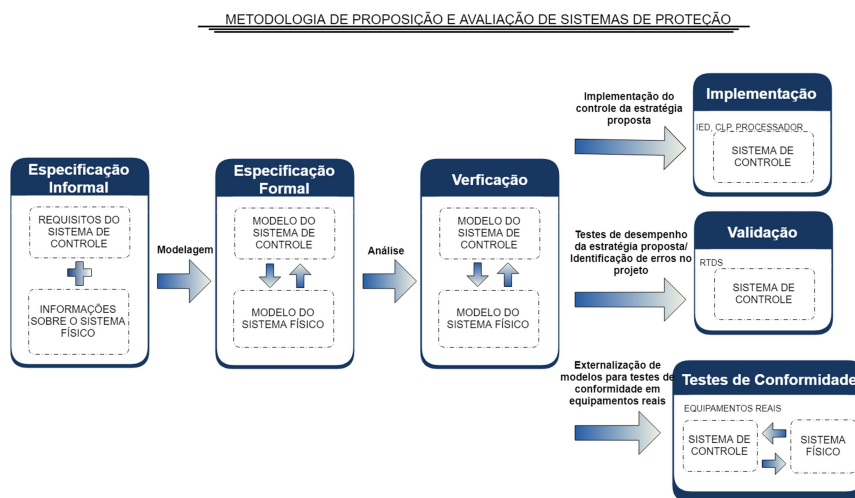 METODOLOGIA DE PROPOSIÇÃO E AVALIAÇÃO DE SISTEMAS DE PROTEÇÃO
Especificação
Informal
REQUISITOS DO
SISTEMA DE
CONTROLE
INFORMAÇÕES
SOBRE O SISTEMA
FÍSICO
Modelagem
Especificação
Formal
MODELO DO
SISTEMA DE
CONTROLE
MODELO DO
SISTEMA FÍSICO
Análise
Verficação
MODELO DO
SISTEMA DE
CONTROLE
MODELO DO
SISTEMA FÍSICO
Implementação do
controle da estratégia
proposta
Implementação
IED, CLP, PROCESSADOR
SISTEMA DE
CONTROLE
Testes de desempenho
da estratégia proposta/
Identificação de erros no
projeto
Validação
RTDS
SISTEMA DE
CONTROLE
Externalização de
modelos para testes de
conformidade em
equipamentos reais
Testes de Conformidade
EQUIPAMENTOS REAIS
SISTEMA DE
CONTROLE
SISTEMA
FÍSICO